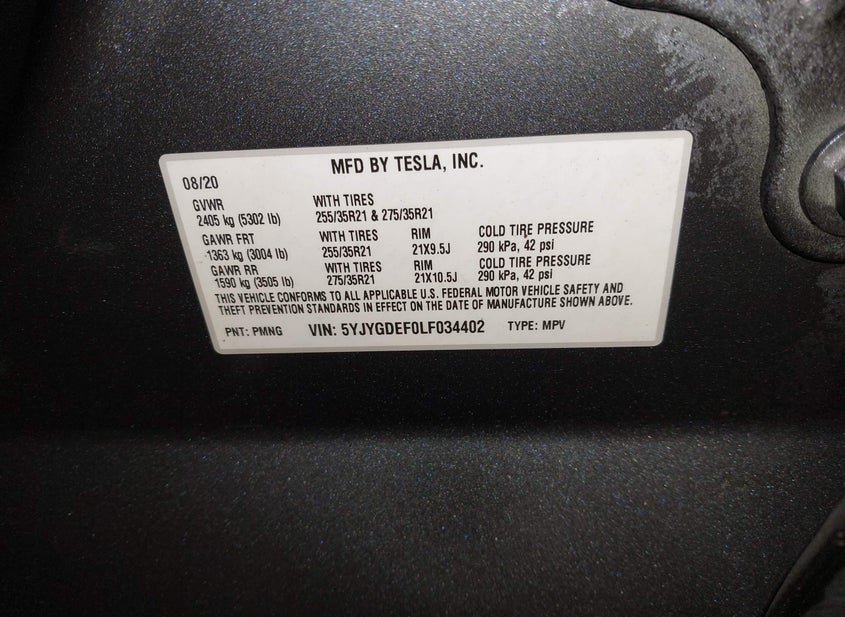 MFD BY TESLA, INC.
08/20
GVWR WITH TIRES
2405 kg (5302 lb) 255/35R21 & 275/35R21
GAWR FRT WITH TIRES RIM COLD TIRE PRESSURE
1363 kg (3004 lb) 255/35R21 21X9.5J 290 kPa, 42 psi
GAWR RR WITH TIRES RIM COLD TIRE PRESSURE
1590 kg (3505 lb) 275/35R21 21X10.5J 290 kPa, 42 psi
THIS VEHICLE CONFORMS TO ALL APPLICABLE U.S. FEDERAL MOTOR VEHICLE SAFETY AND
THEFT PREVENTION STANDARDS IN EFFECT ON THE DATE OF MANUFACTURE SHOWN ABOVE.
PNT: PMNG VIN: 5YJYGDEF0LF034402 TYPE: MPV